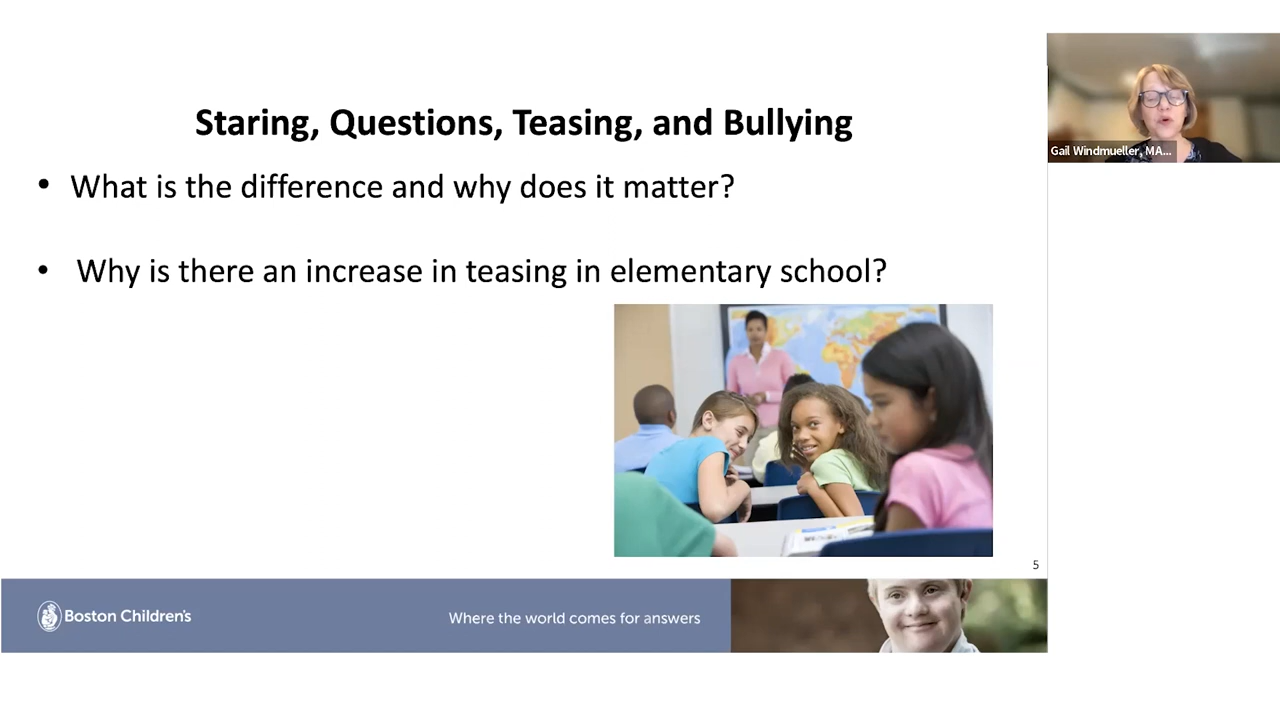 Staring, Questions, Teasing, and Bullying
• What is the difference and why does it matter?
• Why is there an increase in teasing in elementary school?
Gail Windmueller, MA...
5
Boston Children's
Where the world comes for answers